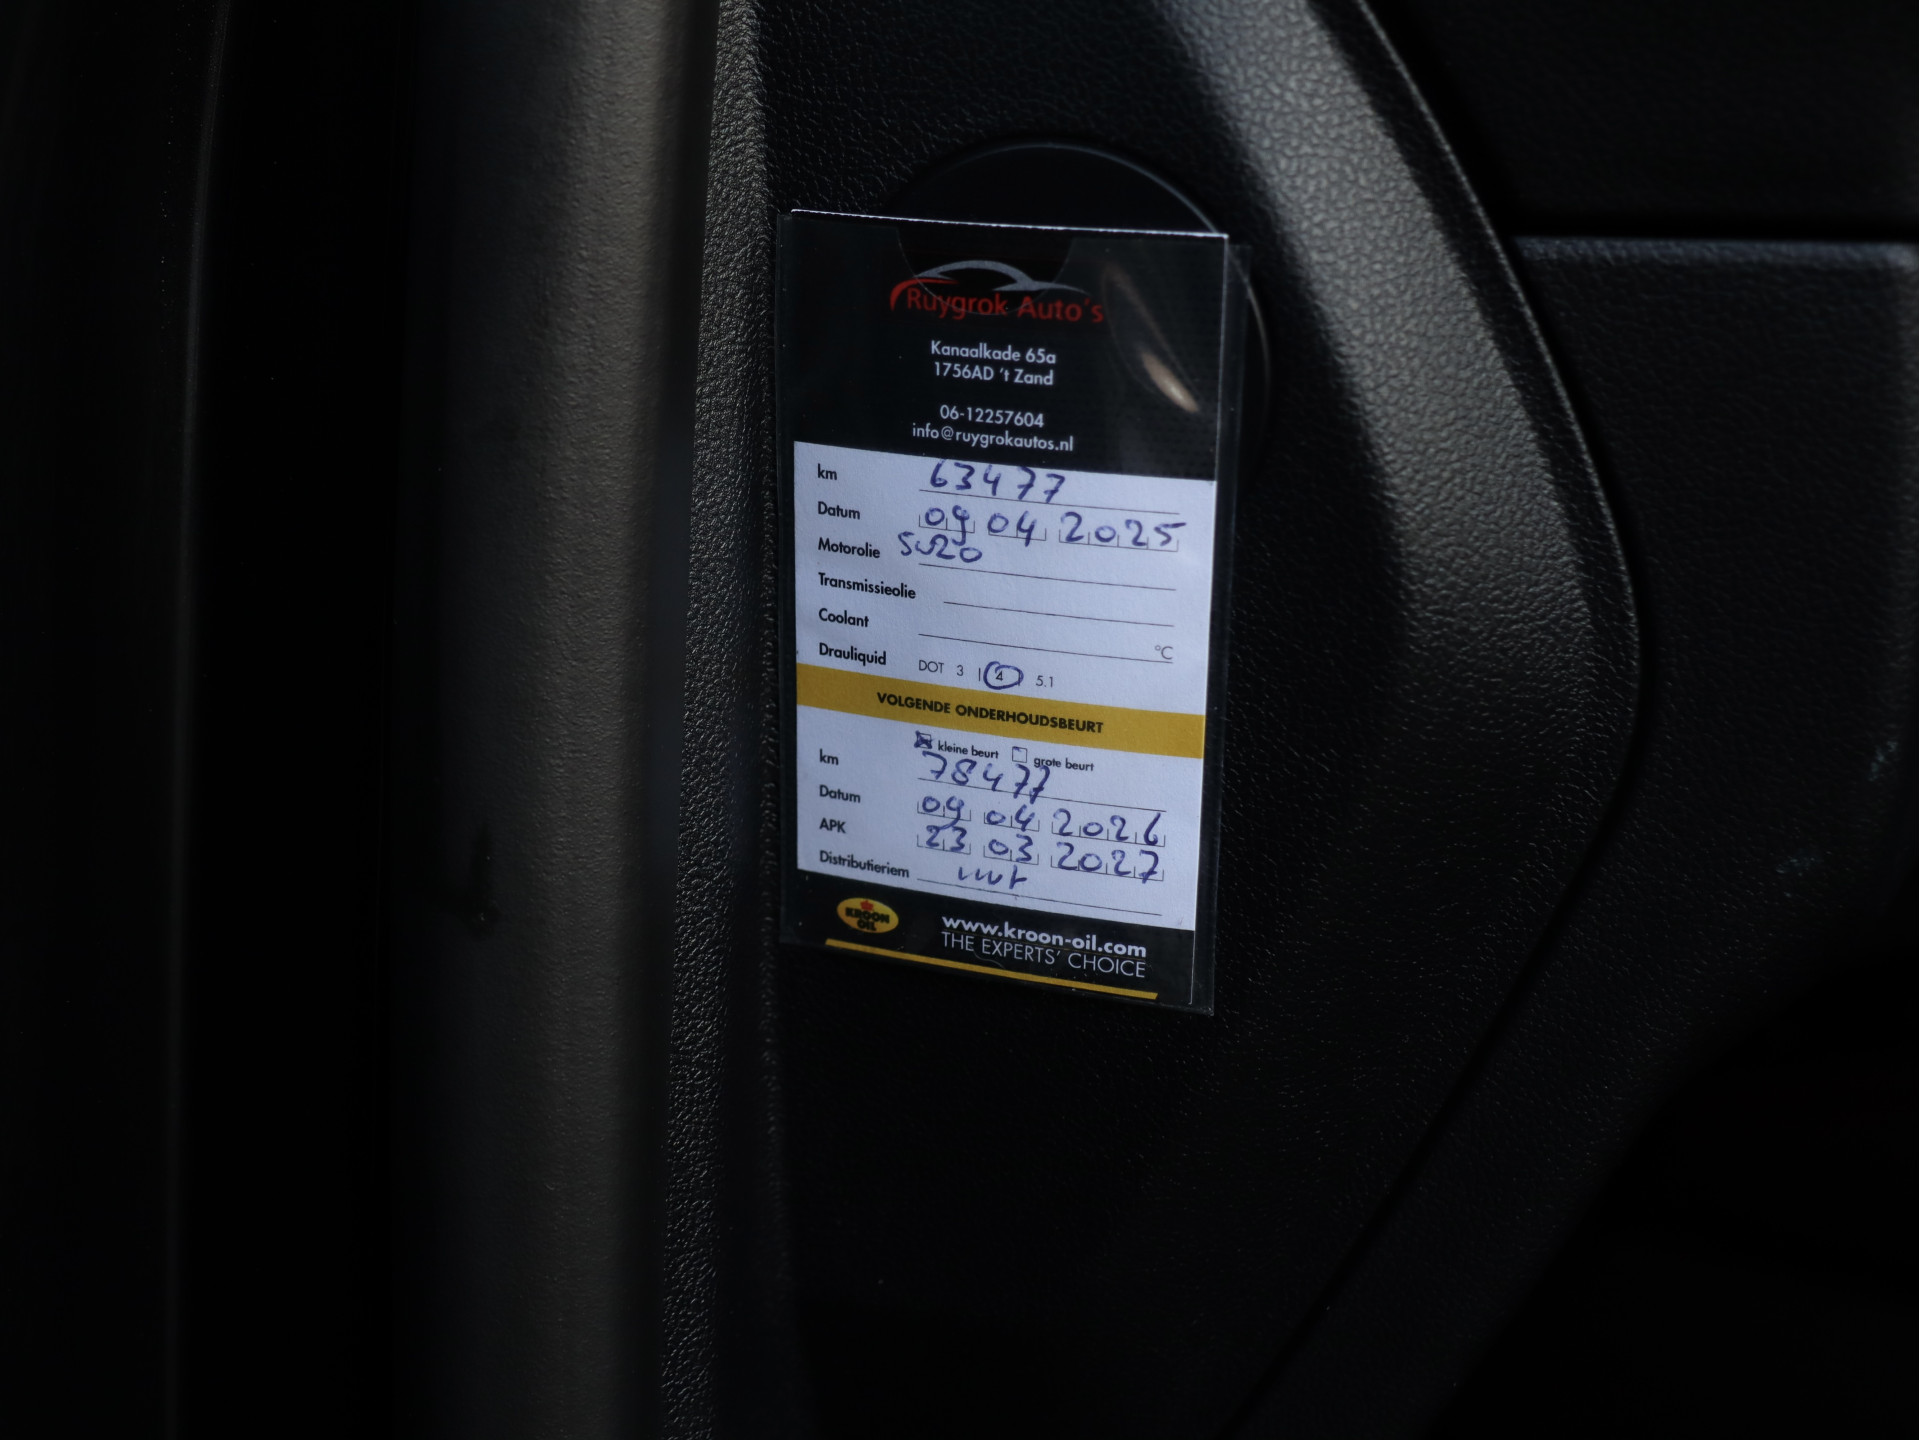 Ruygrok Auto's
Kanaalkade 65a
1756AD 't Zand
06-12257604
info@ruygrokautos.nl
km 63477
Datum 09 04 2025
Motorolie 5w20
Transmissieolie
Coolant °C
Drauliquid DOT 3 | 4 | 5.1
VOLGENDE ONDERHOUDSBEURT
kleine beurt grote beurt
km 78477
Datum 09 04 2026
APK 23 03 2027
Distributieriem
KROON
OIL
www.kroon-oil.com
THE EXPERTS' CHOICE